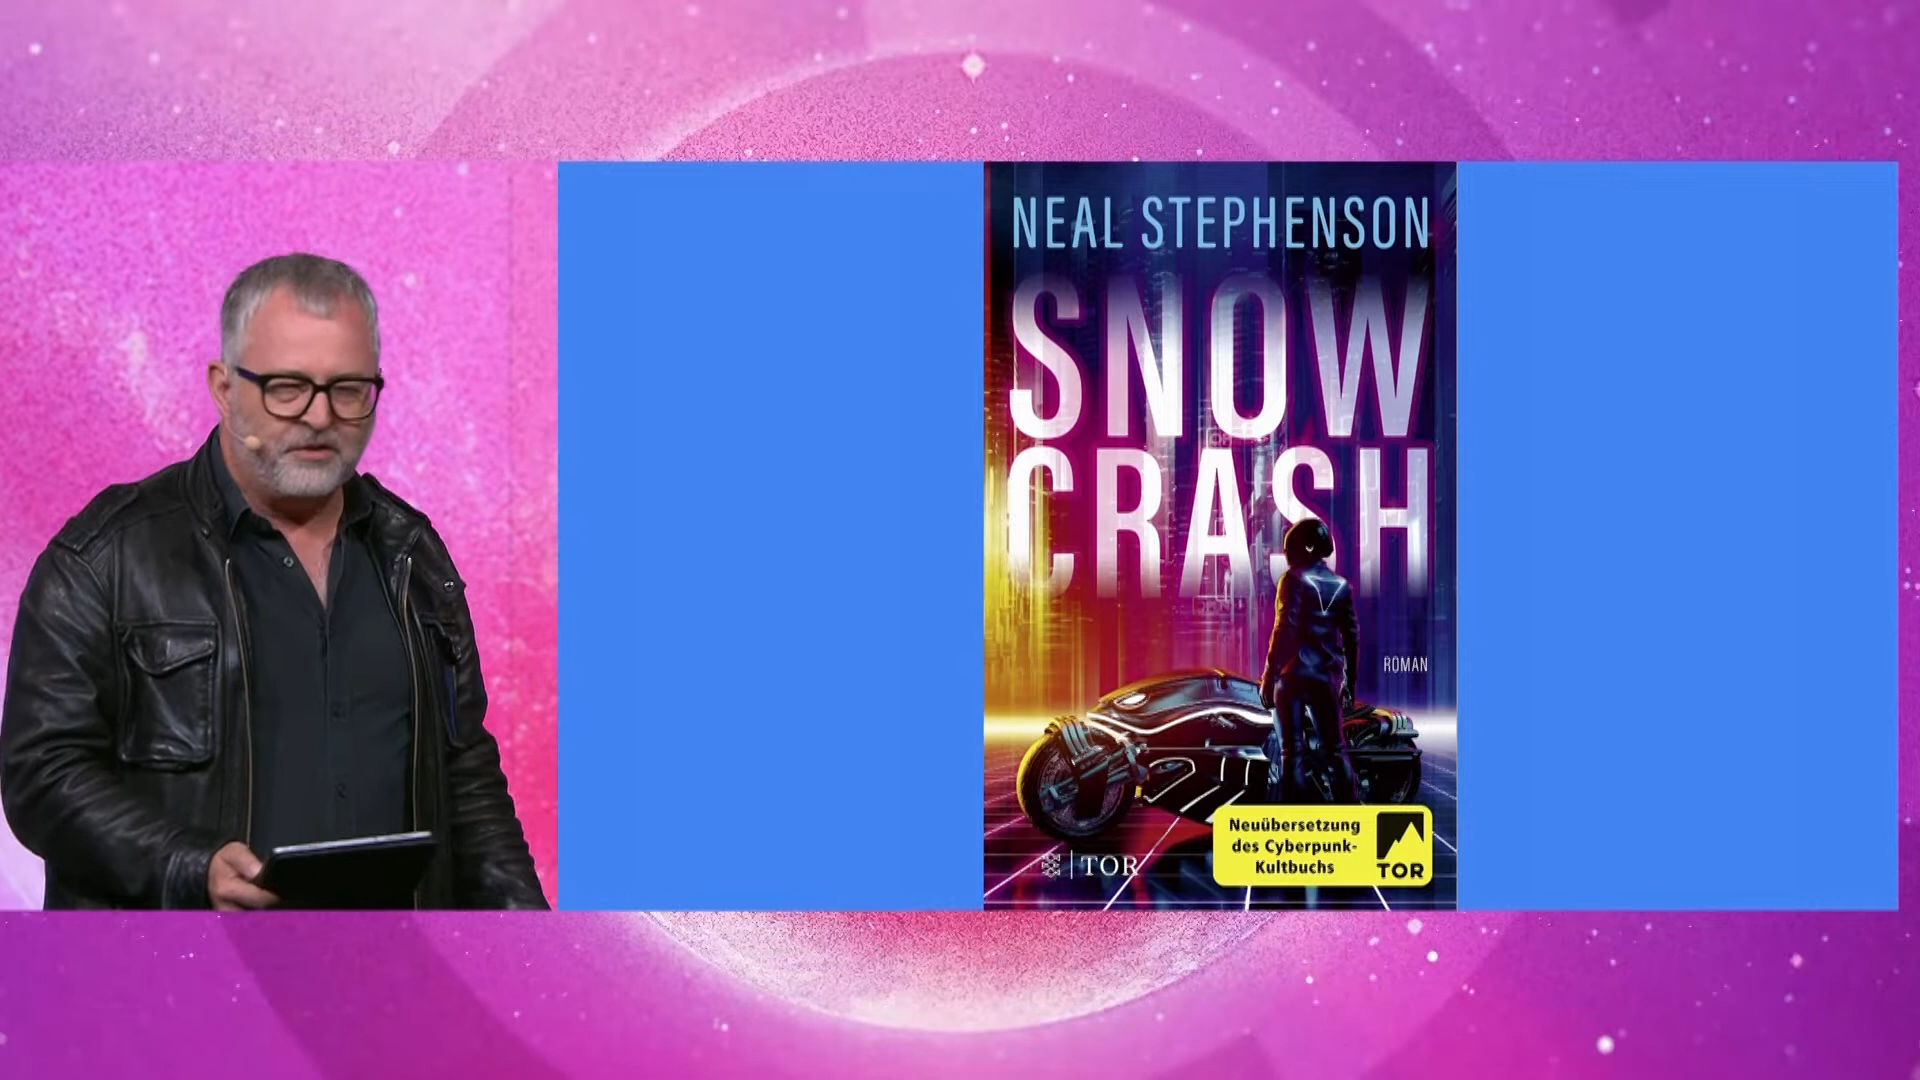 NEAL STEPHENSON
SNOW
CRASH
ROMAN
Neuübersetzung
des Cyberpunk-
Kultbuchs
TOR
TOR